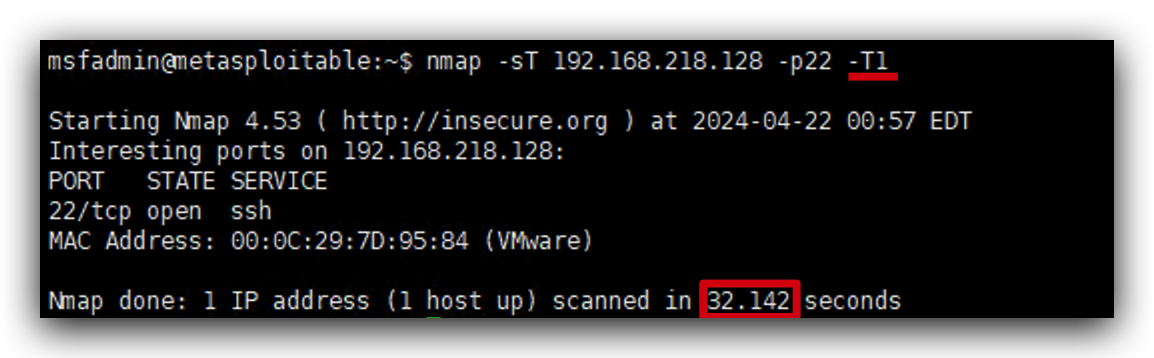 msfadmin@metasploitable:~$ nmap -sT 192.168.218.128 -p22 -T1
Starting Nmap 4.53 ( http://insecure.org ) at 2024-04-22 00:57 EDT
Interesting ports on 192.168.218.128:
PORT   STATE SERVICE
22/tcp open  ssh
MAC Address: 00:0C:29:7D:95:84 (VMware)
Nmap done: 1 IP address (1 host up) scanned in 32.142 seconds